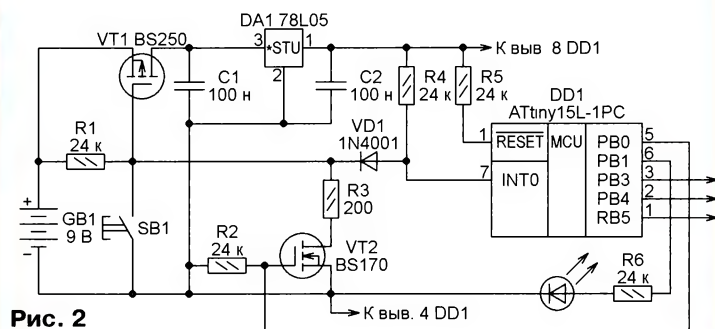 DA1 78L05
VT1 BS250
3
*STU
1
К выв. 8 DD1
2
C1
100 н
C2
100 н
R4
24 к
R5
24 к
DD1
ATtiny15L-1PC
R1
24 к
VD1
1N4001
1
RESET
MCU
PB0
5
PB1
6
7
INT0
PB3
3
PB4
2
RB5
1
+
GB1
9 В
−
SB1
R3
200
R2
24 к
VT2
BS170
R6
24 к
К выв. 4 DD1
Рис. 2